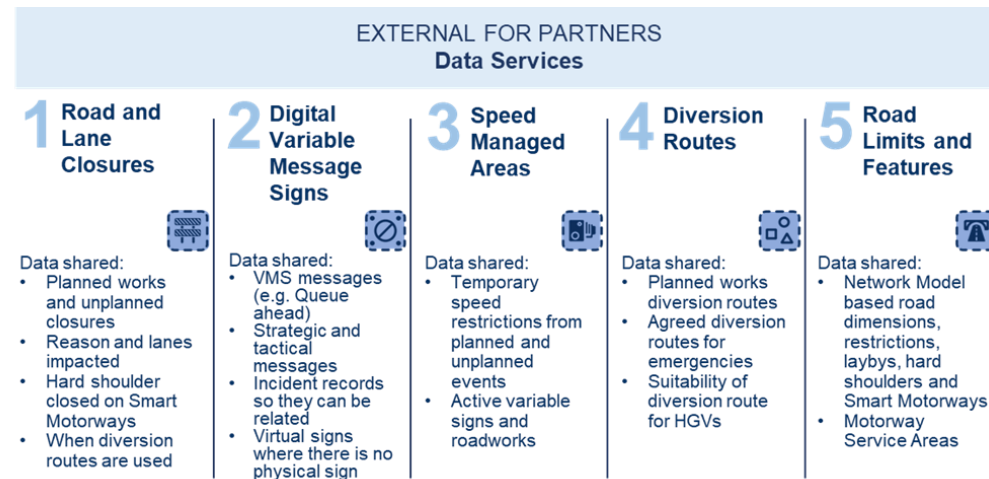 EXTERNAL FOR PARTNERS
Data Services
1 Road and
Lane
Closures
Data shared:
• Planned works
and unplanned
closures
• Reason and lanes
impacted
• Hard shoulder
closed on Smart
Motorways
• When diversion
routes are used
2 Digital
Variable
Message
Signs
Data shared:
• VMS messages
(e.g. Queue
ahead)
• Strategic and
tactical
messages
• Incident records
so they can be
related
• Virtual signs
where there is no
physical sign
3 Speed
Managed
Areas
Data shared:
• Temporary
speed
restrictions from
planned and
unplanned
events
• Active variable
signs and
roadworks
4 Diversion
Routes
Data shared:
• Planned works
diversion routes
• Agreed diversion
routes for
emergencies
• Suitability of
diversion route
for HGVs
5 Road
Limits and
Features
Data shared:
• Network Model
based road
dimensions,
restrictions,
laybys, hard
shoulders and
Smart Motorways
• Motorway
Service Areas